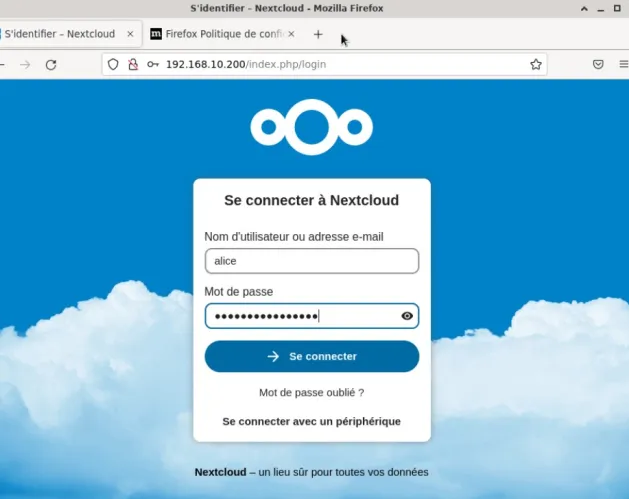 S'identifier – Nextcloud - Mozilla Firefox
S'identifier – Nextcloud
Firefox Politique de confi
192.168.10.200/index.php/login
Se connecter à Nextcloud
Nom d'utilisateur ou adresse e-mail
alice
Mot de passe
••••••••••••••••
Se connecter
Mot de passe oublié ?
Se connecter avec un périphérique
Nextcloud – un lieu sûr pour toutes vos données